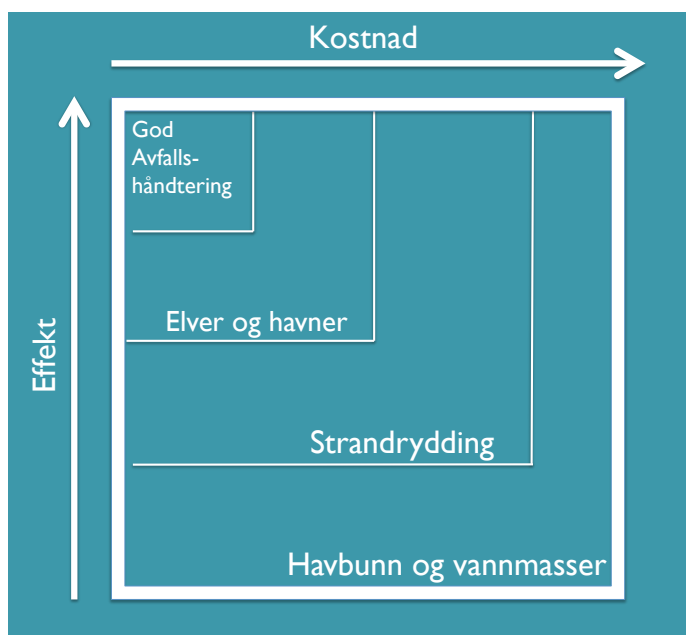 Kostnad
Effekt
God
Avfalls-
håndtering
Elver og havner
Strandrydding
Havbunn og vannmasser